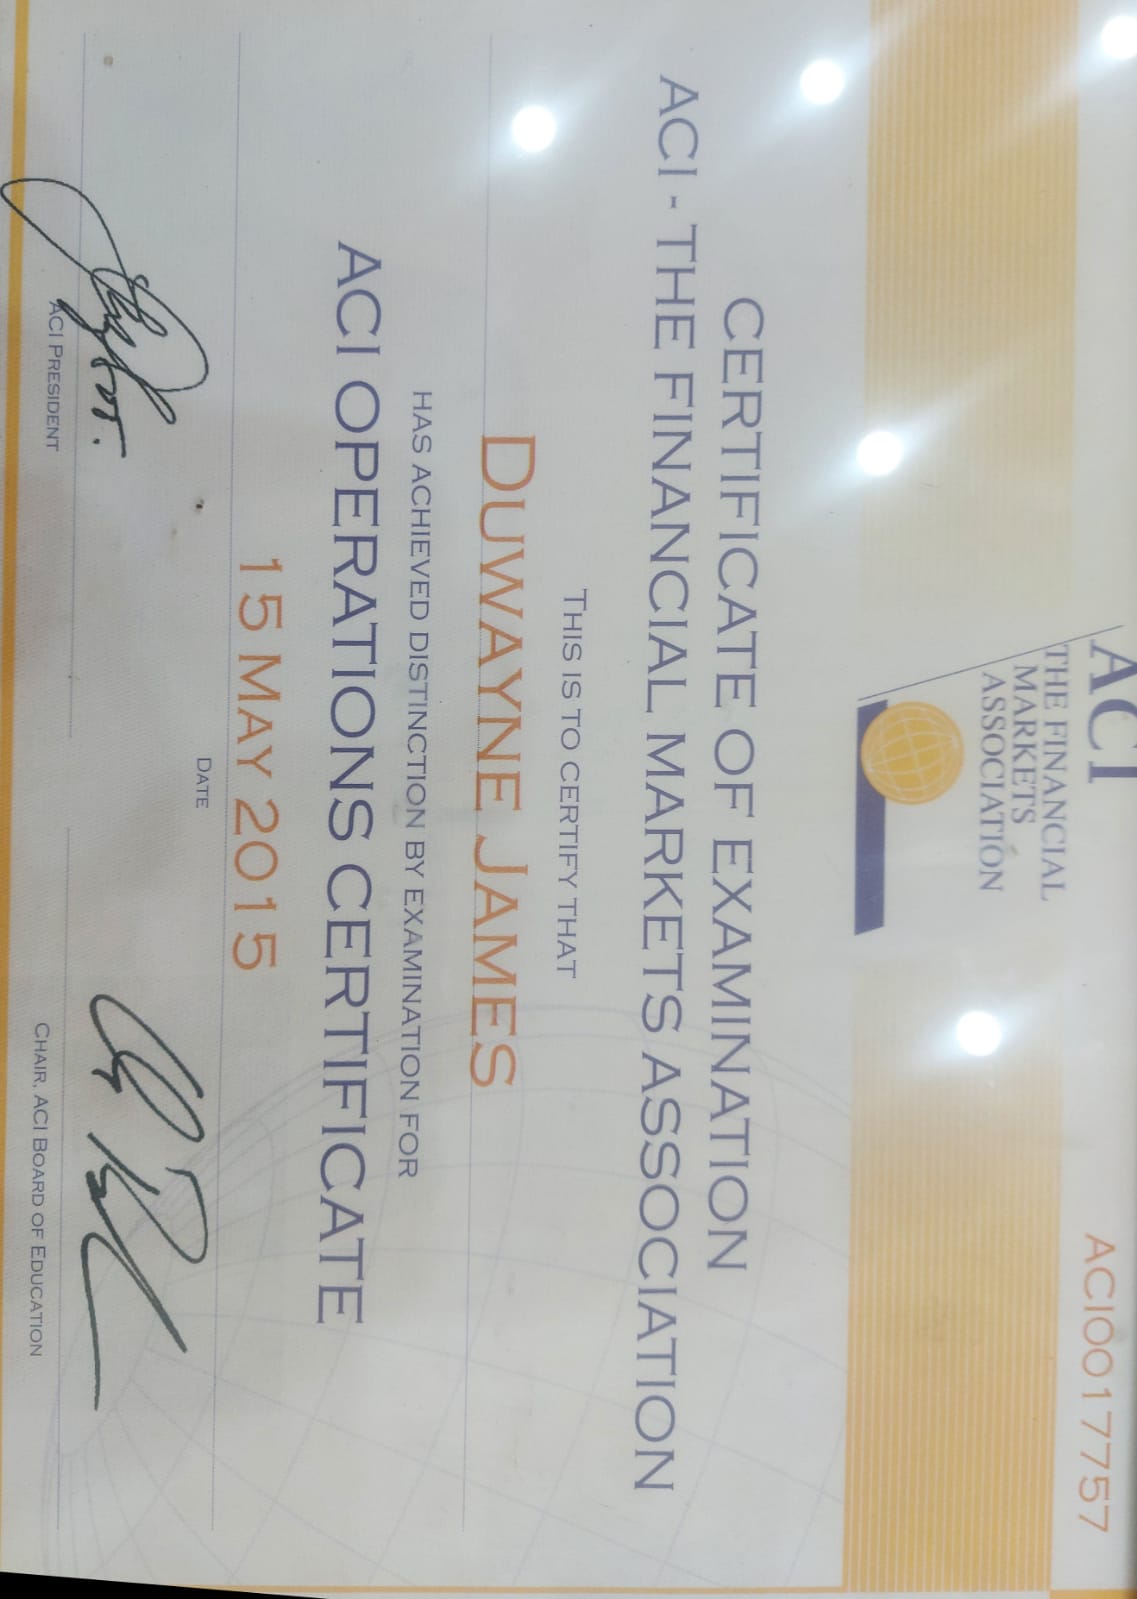 ACI
THE FINANCIAL
MARKETS
ASSOCIATION
ACI0017757
CERTIFICATE OF EXAMINATION
ACI - THE FINANCIAL MARKETS ASSOCIATION
THIS IS TO CERTIFY THAT
DUWAYNE JAMES
HAS ACHIEVED DISTINCTION BY EXAMINATION FOR
ACI OPERATIONS CERTIFICATE
15 MAY 2015
DATE
ACI PRESIDENT
CHAIR, ACI BOARD OF EDUCATION